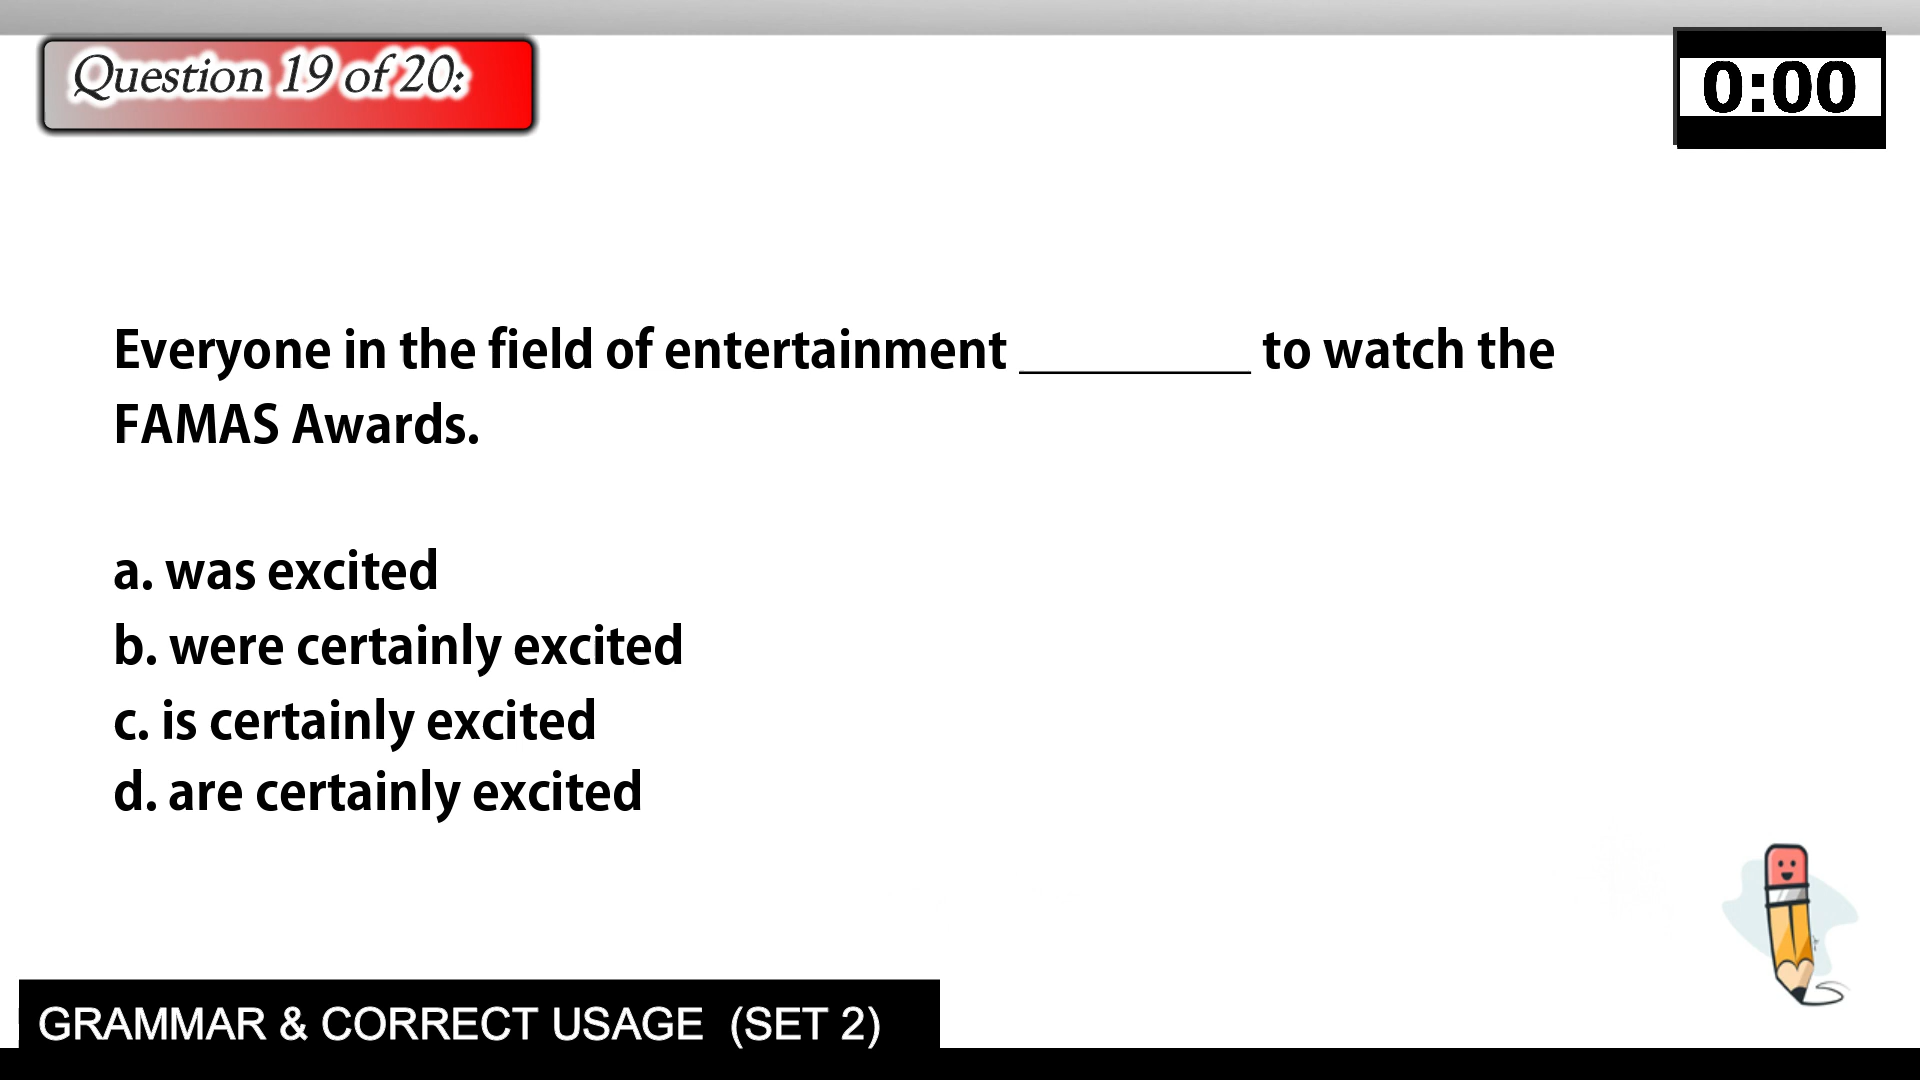 Question 19 of 20:
0:00
Everyone in the field of entertainment _________ to watch the
FAMAS Awards.
a. was excited
b. were certainly excited
c. is certainly excited
d. are certainly excited
GRAMMAR & CORRECT USAGE (SET 2)